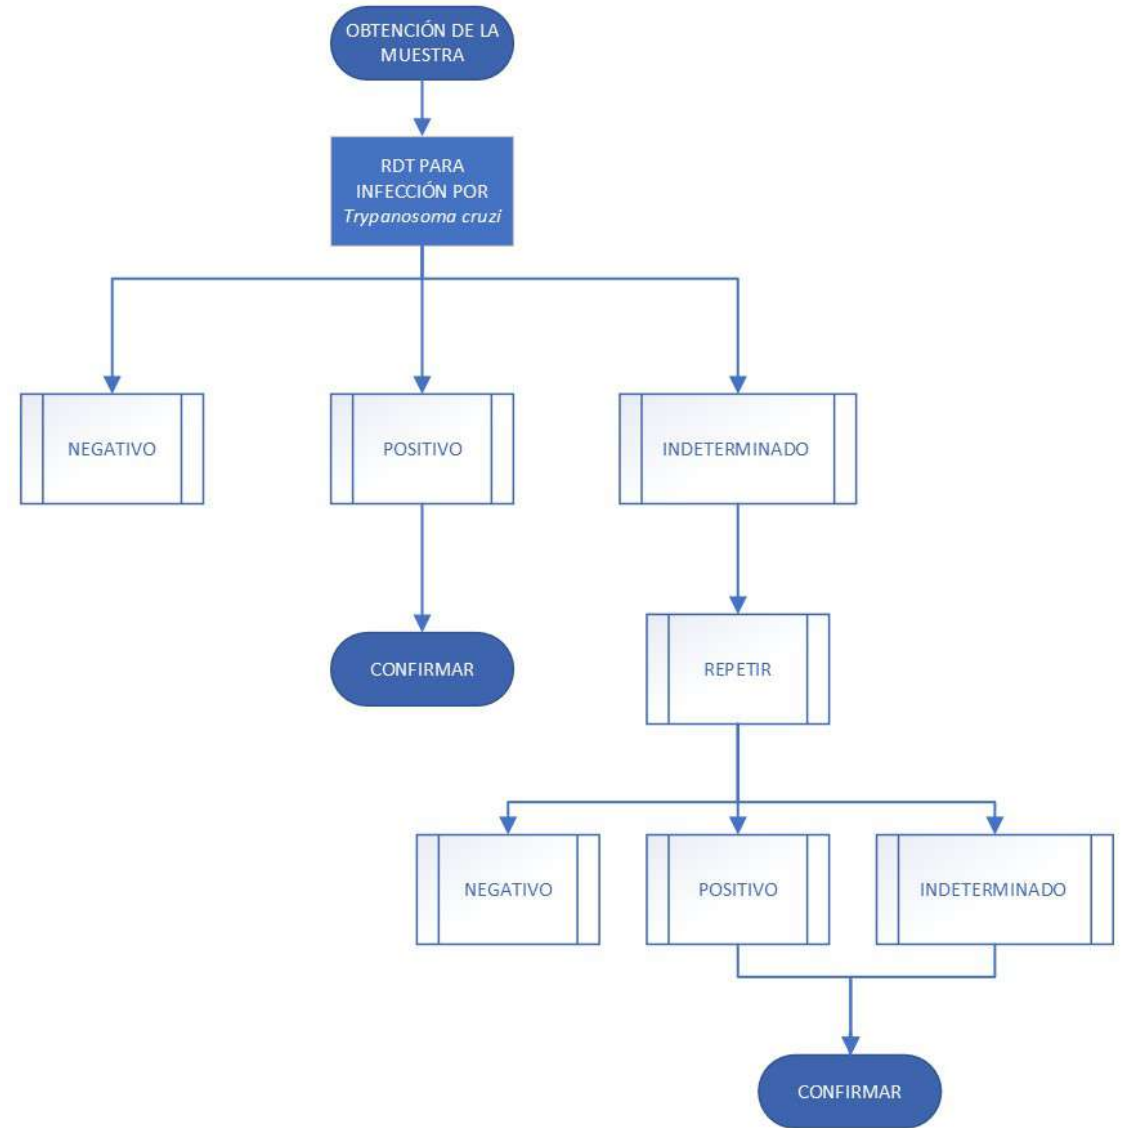 OBTENCIÓN DE LA
MUESTRA
RDT PARA
INFECCIÓN POR
Trypanosoma cruzi
NEGATIVO
POSITIVO
INDETERMINADO
CONFIRMAR
REPETIR
NEGATIVO
POSITIVO
INDETERMINADO
CONFIRMAR